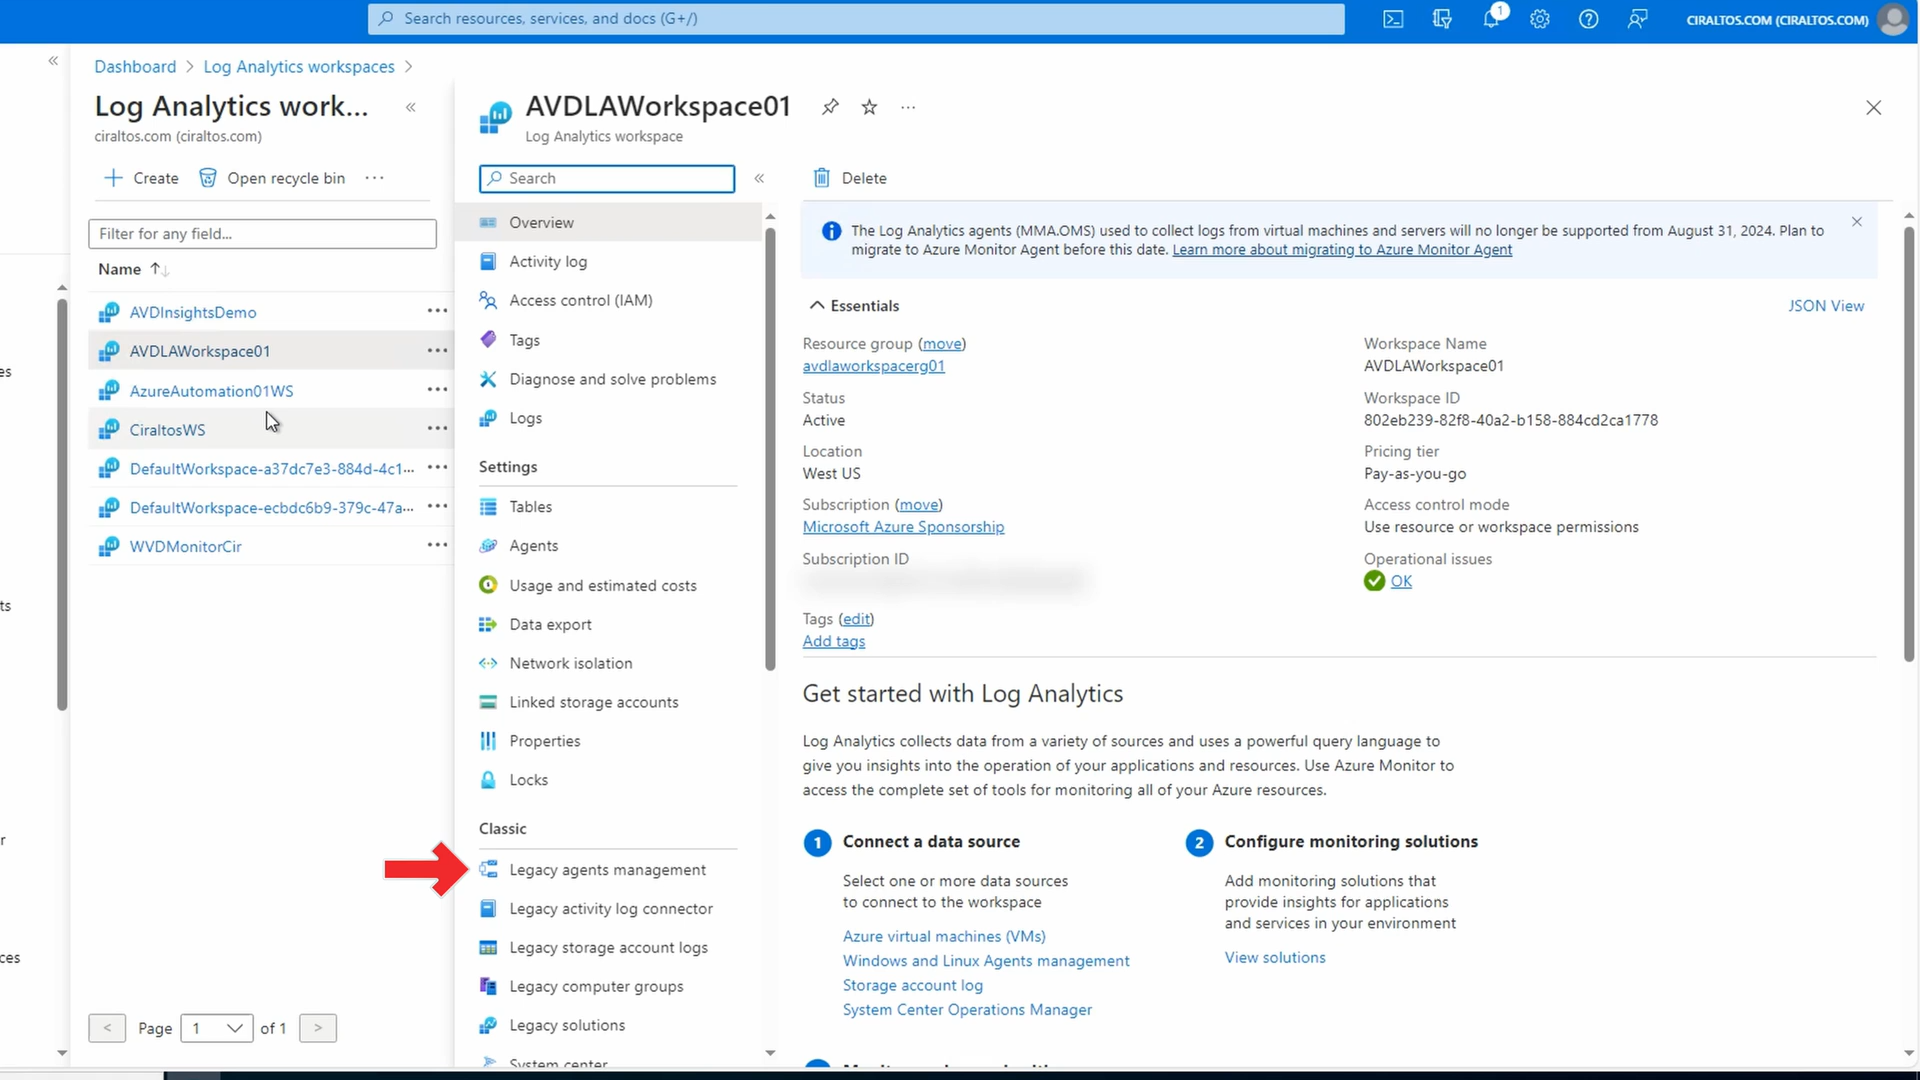 Search resources, services, and docs (G+/)
1
CIRALTOS.COM (CIRALTOS.COM)
Dashboard > Log Analytics workspaces >
Log Analytics work...
ciraltos.com (ciraltos.com)
Create
Open recycle bin
Filter for any field...
Name
AVDInsightsDemo
AVDLAWorkspace01
AzureAutomation01WS
CiraltosWS
DefaultWorkspace-a37dc7e3-884d-4c1...
DefaultWorkspace-ecbdc6b9-379c-47a...
WVDMonitorCir
Page 1 of 1
es
ts
r
ces
AVDLAWorkspace01
Log Analytics workspace
Search
Overview
Activity log
Access control (IAM)
Tags
Diagnose and solve problems
Logs
Settings
Tables
Agents
Usage and estimated costs
Data export
Network isolation
Linked storage accounts
Properties
Locks
Classic
Legacy agents management
Legacy activity log connector
Legacy storage account logs
Legacy computer groups
Legacy solutions
System center
Delete
The Log Analytics agents (MMA.OMS) used to collect logs from virtual machines and servers will no longer be supported from August 31, 2024. Plan to
migrate to Azure Monitor Agent before this date. Learn more about migrating to Azure Monitor Agent
Essentials
JSON View
Resource group (move)
avdlaworkspacerg01
Status
Active
Location
West US
Subscription (move)
Microsoft Azure Sponsorship
Subscription ID
Tags (edit)
Add tags
Workspace Name
AVDLAWorkspace01
Workspace ID
802eb239-82f8-40a2-b158-884cd2ca1778
Pricing tier
Pay-as-you-go
Access control mode
Use resource or workspace permissions
Operational issues
OK
Get started with Log Analytics
Log Analytics collects data from a variety of sources and uses a powerful query language to
give you insights into the operation of your applications and resources. Use Azure Monitor to
access the complete set of tools for monitoring all of your Azure resources.
1 Connect a data source
Select one or more data sources
to connect to the workspace
Azure virtual machines (VMs)
Windows and Linux Agents management
Storage account log
System Center Operations Manager
2 Configure monitoring solutions
Add monitoring solutions that
provide insights for applications
and services in your environment
View solutions